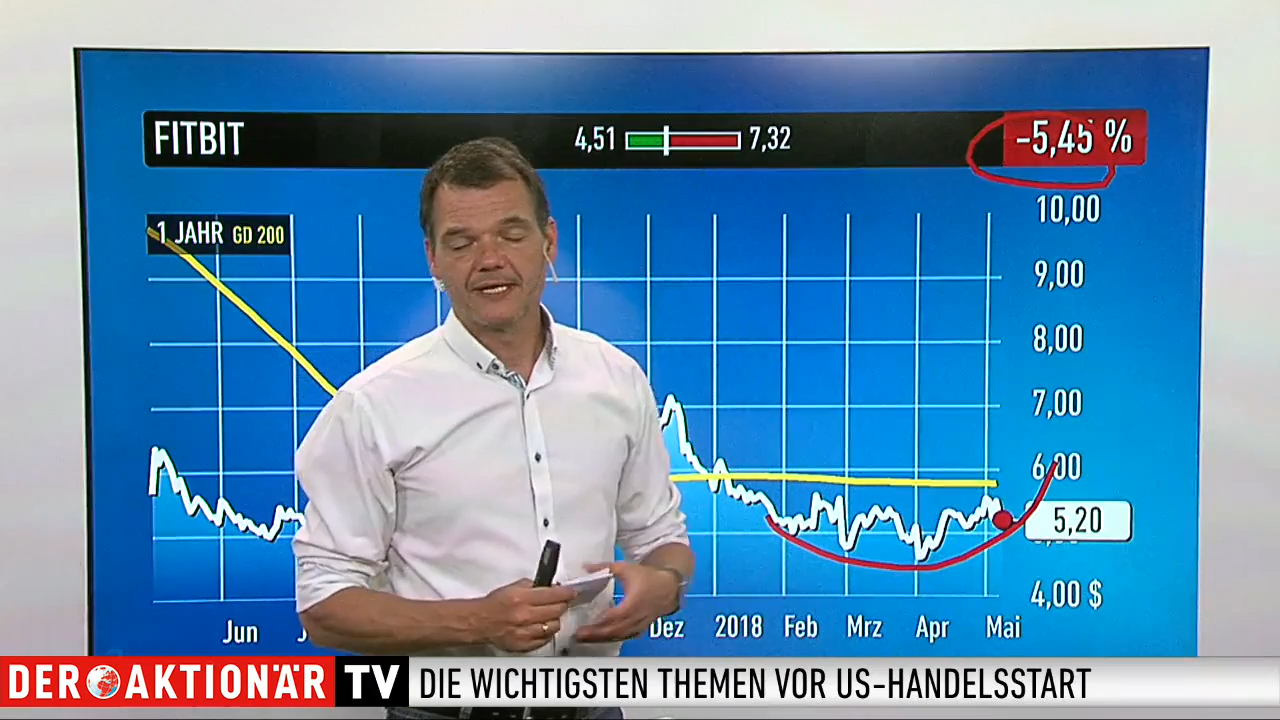 FITBIT 4,51 7,32 -5,45 %
1 JAHR GD 200
10,00
9,00
8,00
7,00
6,00
5,20
4,00 $
Jun Dez 2018 Feb Mrz Apr Mai
DER AKTIONÄR TV DIE WICHTIGSTEN THEMEN VOR US-HANDELSSTART